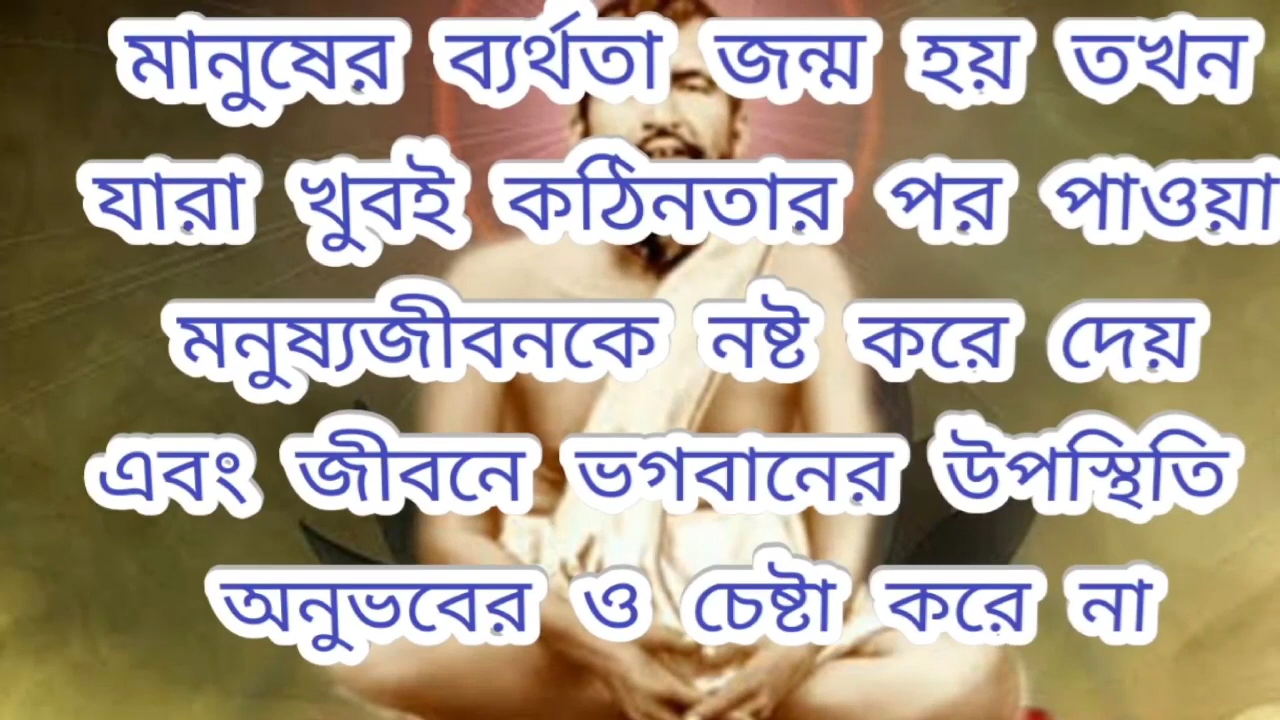 মানুষের ব্যর্থতা জন্ম হয় তখন
যারা খুবই কঠিনতার পর পাওয়া
মনুষ্যজীবনকে নষ্ট করে দেয়
এবং জীবনে ভগবানের উপস্থিতি
অনুভবের ও চেষ্টা করে না